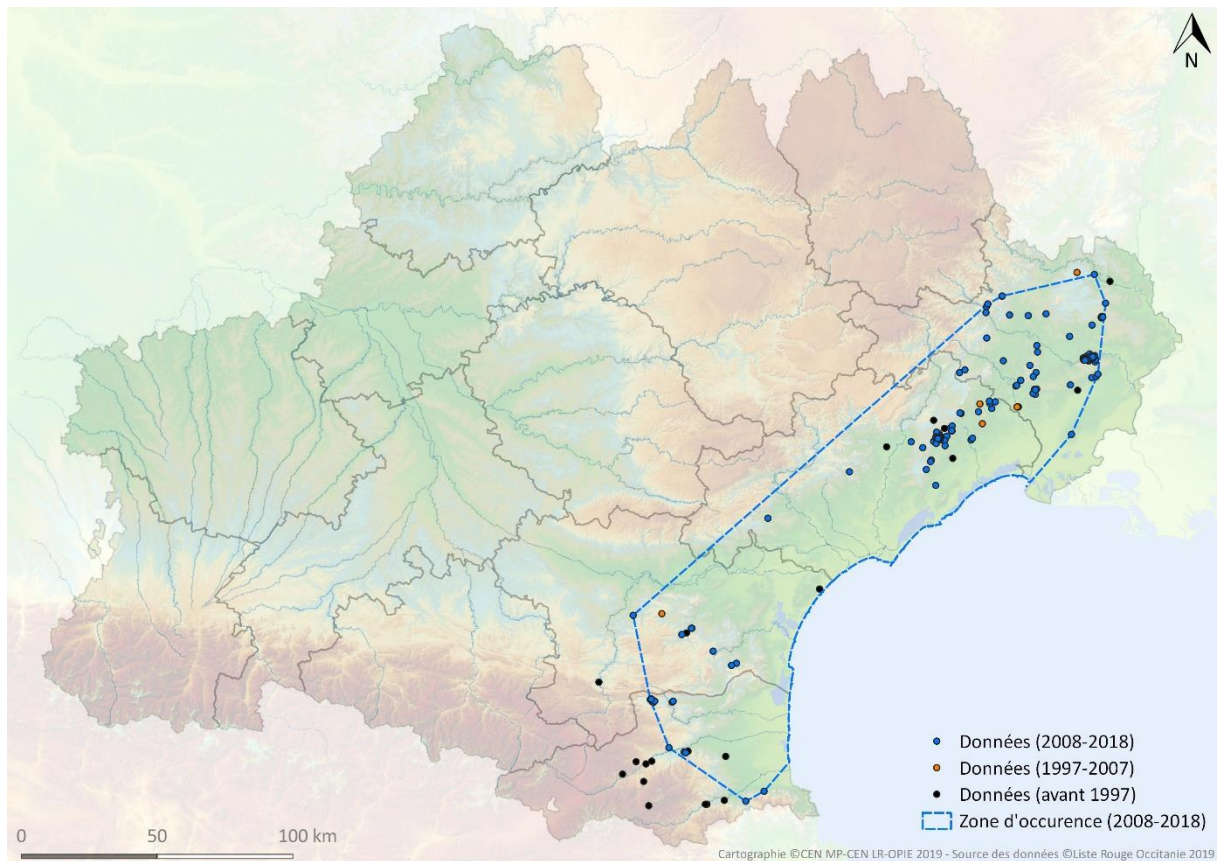 N
Données (2008-2018)
Données (1997-2007)
Données (avant 1997)
Zone d'occurence (2008-2018)
0 50 100 km
Cartographie ©CEN MP-CEN LR-OPIE 2019 - Source des données ©Liste Rouge Occitanie 2019